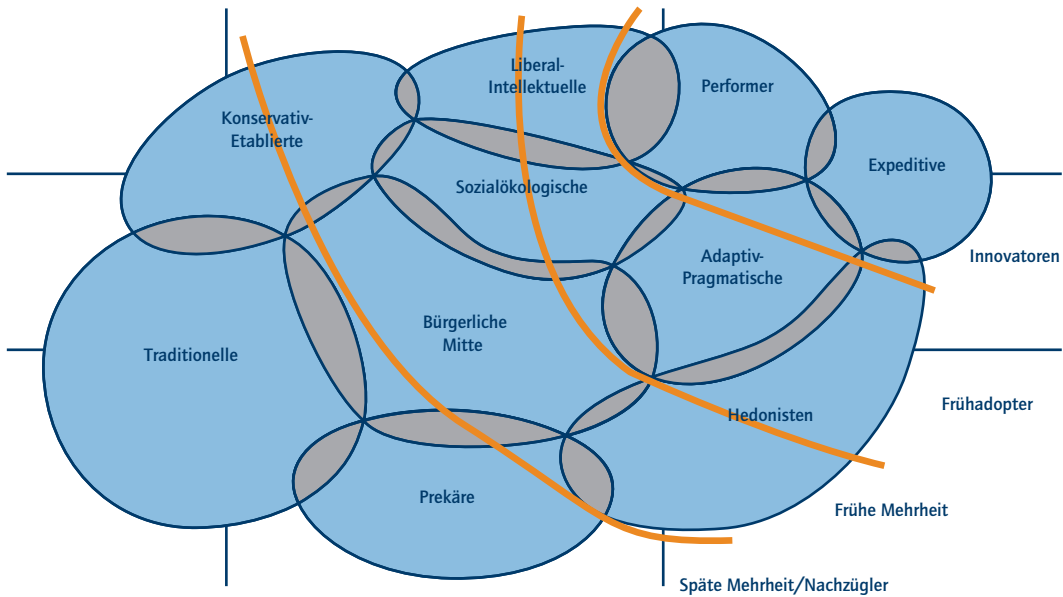 Liberal-
Intellektuelle
Performer
Konservativ-
Etablierte
Expeditive
Sozialökologische
Adaptiv-
Pragmatische
Innovatoren
Bürgerliche
Mitte
Traditionelle
Frühadopter
Hedonisten
Prekäre
Frühe Mehrheit
Späte Mehrheit/Nachzügler